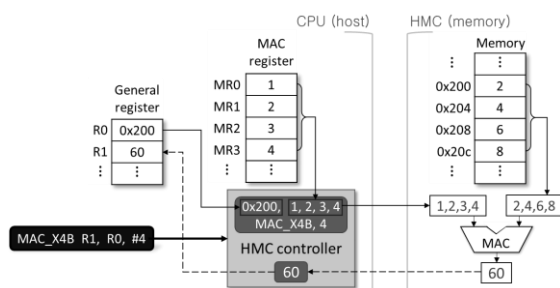 CPU (host)
HMC (memory)
MAC
register
Memory
General
register
MR0
1
MR1
2
MR2
3
MR3
4
0x200
2
0x204
4
0x208
6
0x20c
8
R0
0x200
R1
60
0x200,
1, 2, 3, 4
MAC_X4B, 4
HMC controller
60
MAC_X4B R1, R0, #4
1,2,3,4
2,4,6,8
MAC
60